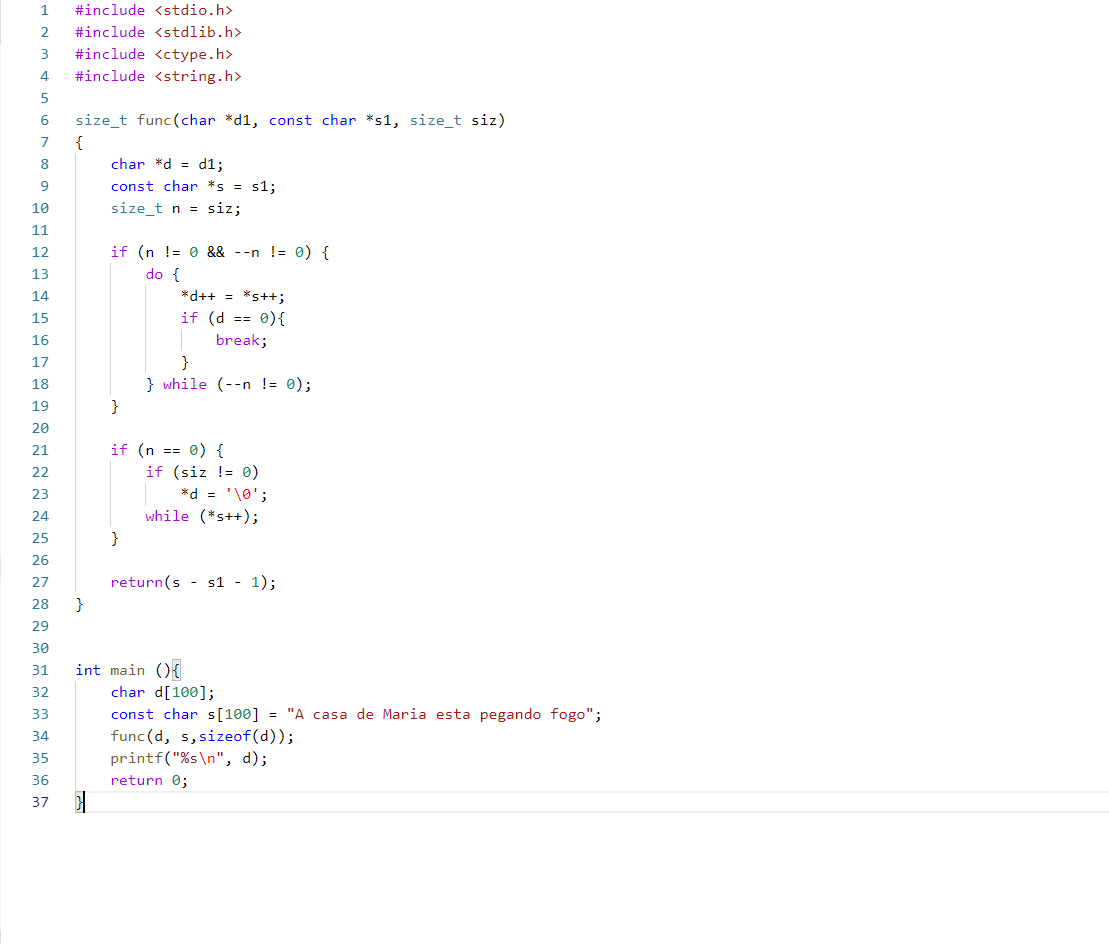 1 #include <stdio.h>
2 #include <stdlib.h>
3 #include <ctype.h>
4 #include <string.h>
5
6 size_t func(char *d1, const char *s1, size_t siz)
7 {
8     char *d = d1;
9     const char *s = s1;
10     size_t n = siz;
11
12     if (n != 0 && --n != 0) {
13         do {
14             *d++ = *s++;
15             if (d == 0){
16                 break;
17             }
18         } while (--n != 0);
19     }
20
21     if (n == 0) {
22         if (siz != 0)
23             *d = '\0';
24         while (*s++);
25     }
26
27     return(s - s1 - 1);
28 }
29
30
31 int main (){
32     char d[100];
33     const char s[100] = "A casa de Maria esta pegando fogo";
34     func(d, s,sizeof(d));
35     printf("%s\n", d);
36     return 0;
37 }